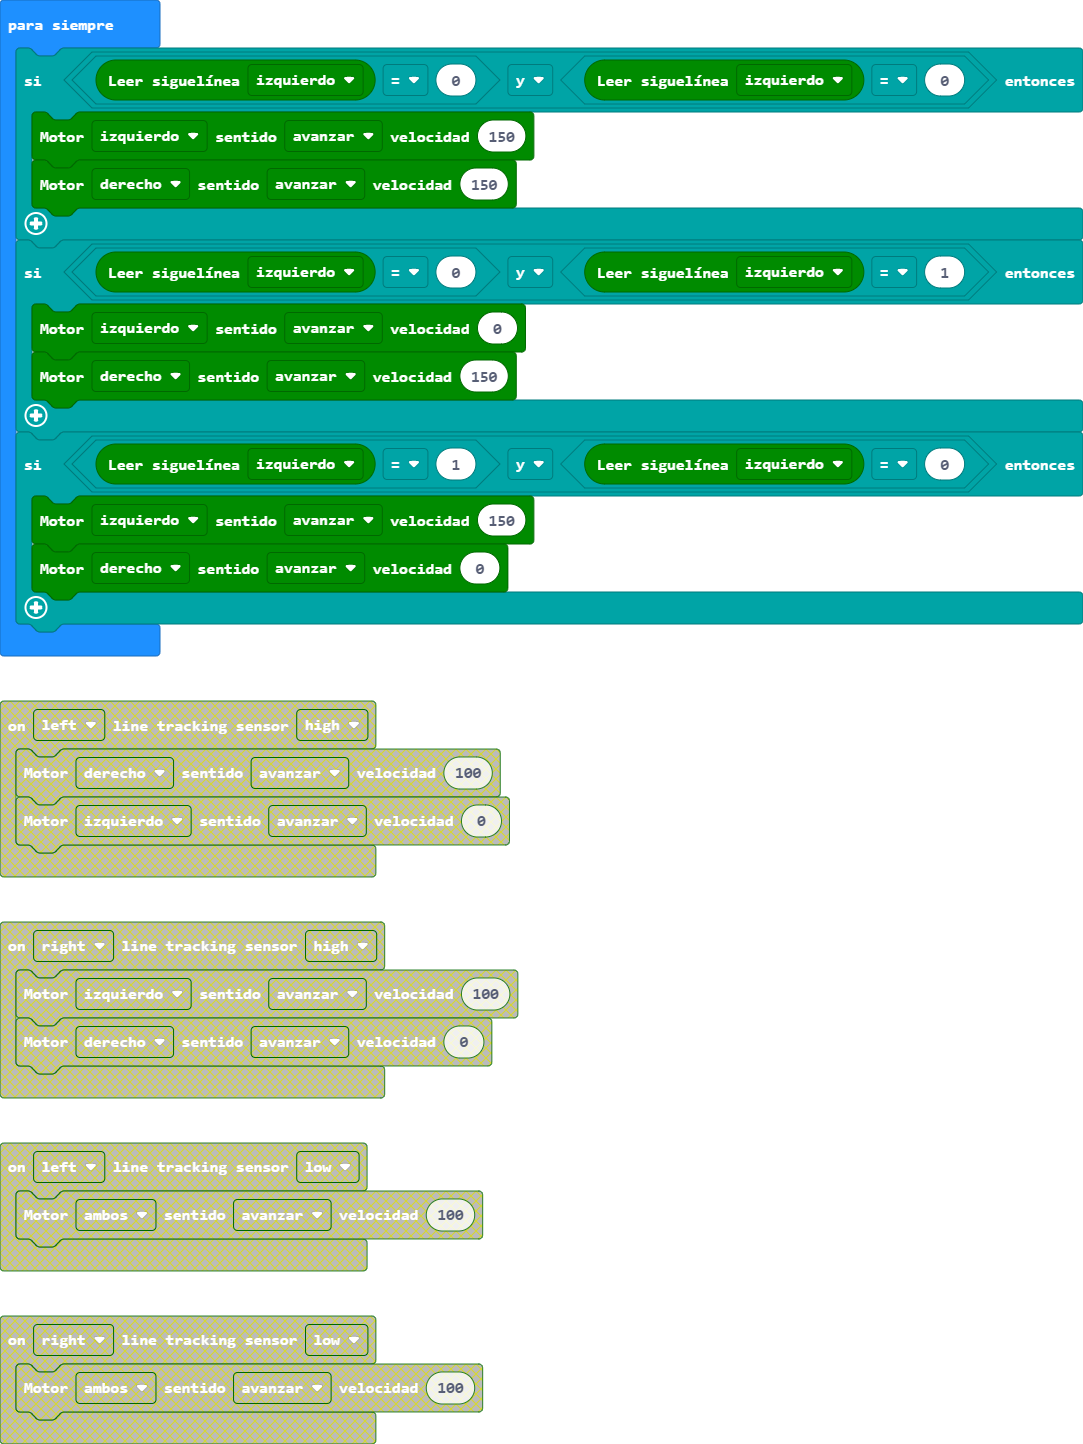 para siempre
si Leer siguelínea izquierdo = 0 y Leer siguelínea izquierdo = 0 entonces
Motor izquierdo sentido avanzar velocidad 150
Motor derecho sentido avanzar velocidad 150
si Leer siguelínea izquierdo = 0 y Leer siguelínea izquierdo = 1 entonces
Motor izquierdo sentido avanzar velocidad 0
Motor derecho sentido avanzar velocidad 150
si Leer siguelínea izquierdo = 1 y Leer siguelínea izquierdo = 0 entonces
Motor izquierdo sentido avanzar velocidad 150
Motor derecho sentido avanzar velocidad 0
on left line tracking sensor high
Motor derecho sentido avanzar velocidad 100
Motor izquierdo sentido avanzar velocidad 0
on right line tracking sensor high
Motor izquierdo sentido avanzar velocidad 100
Motor derecho sentido avanzar velocidad 0
on left line tracking sensor low
Motor ambos sentido avanzar velocidad 100
on right line tracking sensor low
Motor ambos sentido avanzar velocidad 100